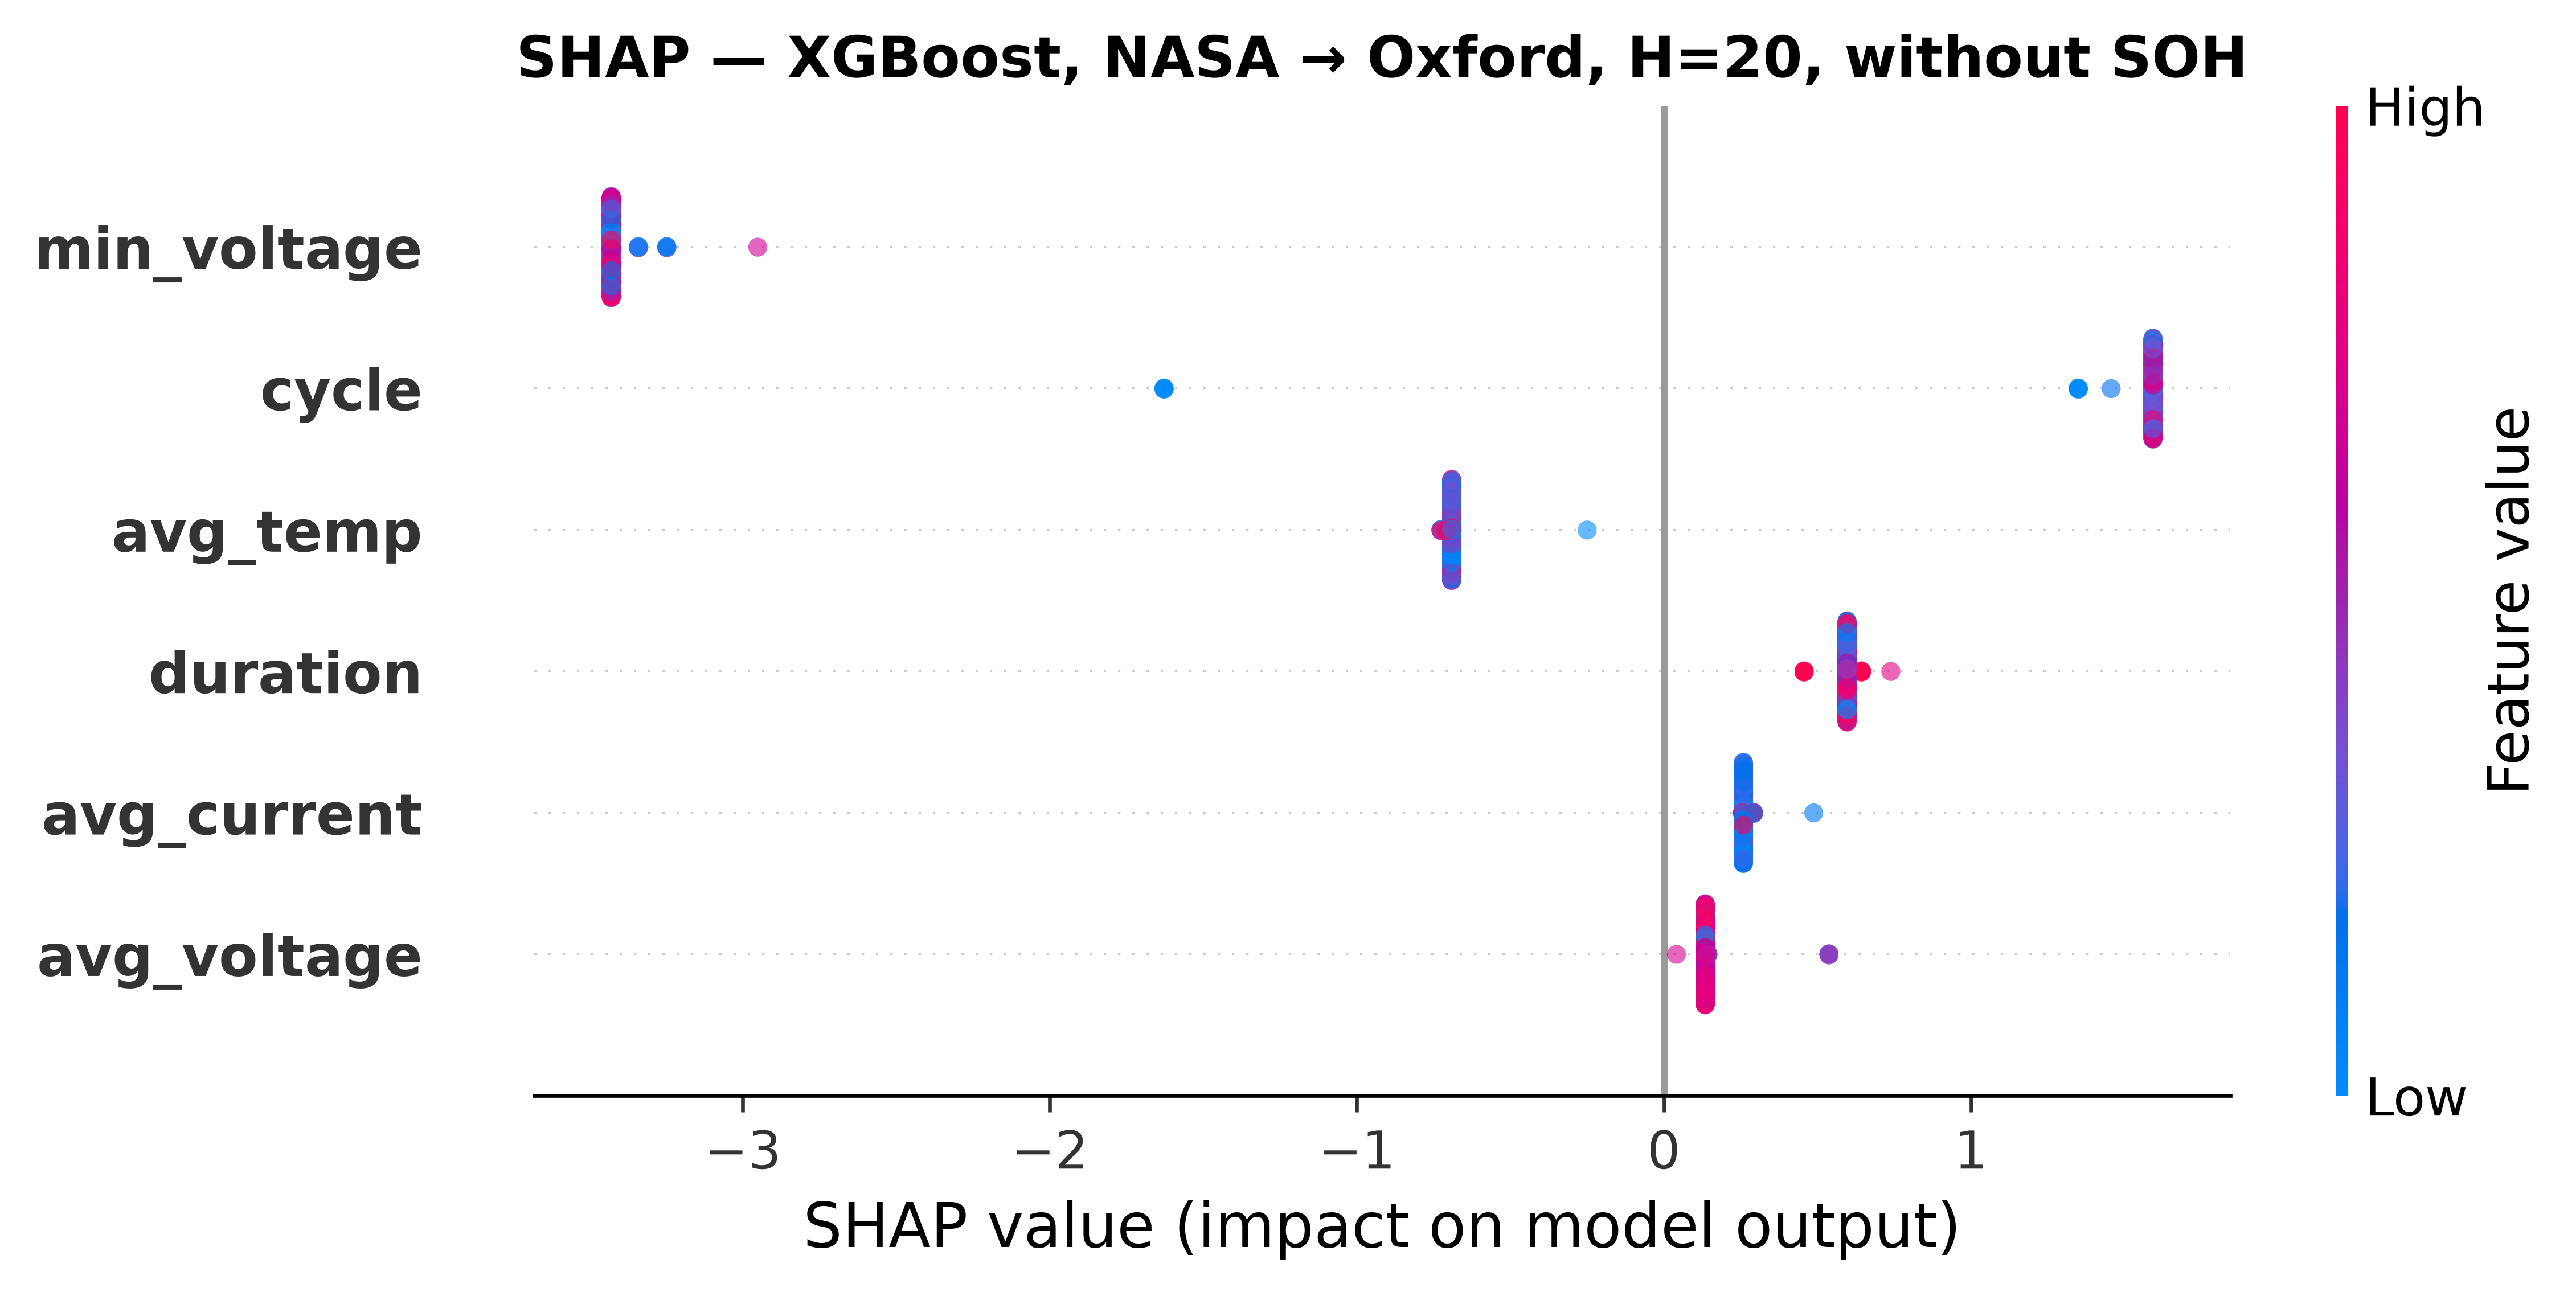 SHAP — XGBoost, NASA → Oxford, H=20, without SOH
High
min_voltage
cycle
avg_temp
duration
avg_current
avg_voltage
Feature value
Low
−3 −2 −1 0 1
SHAP value (impact on model output)